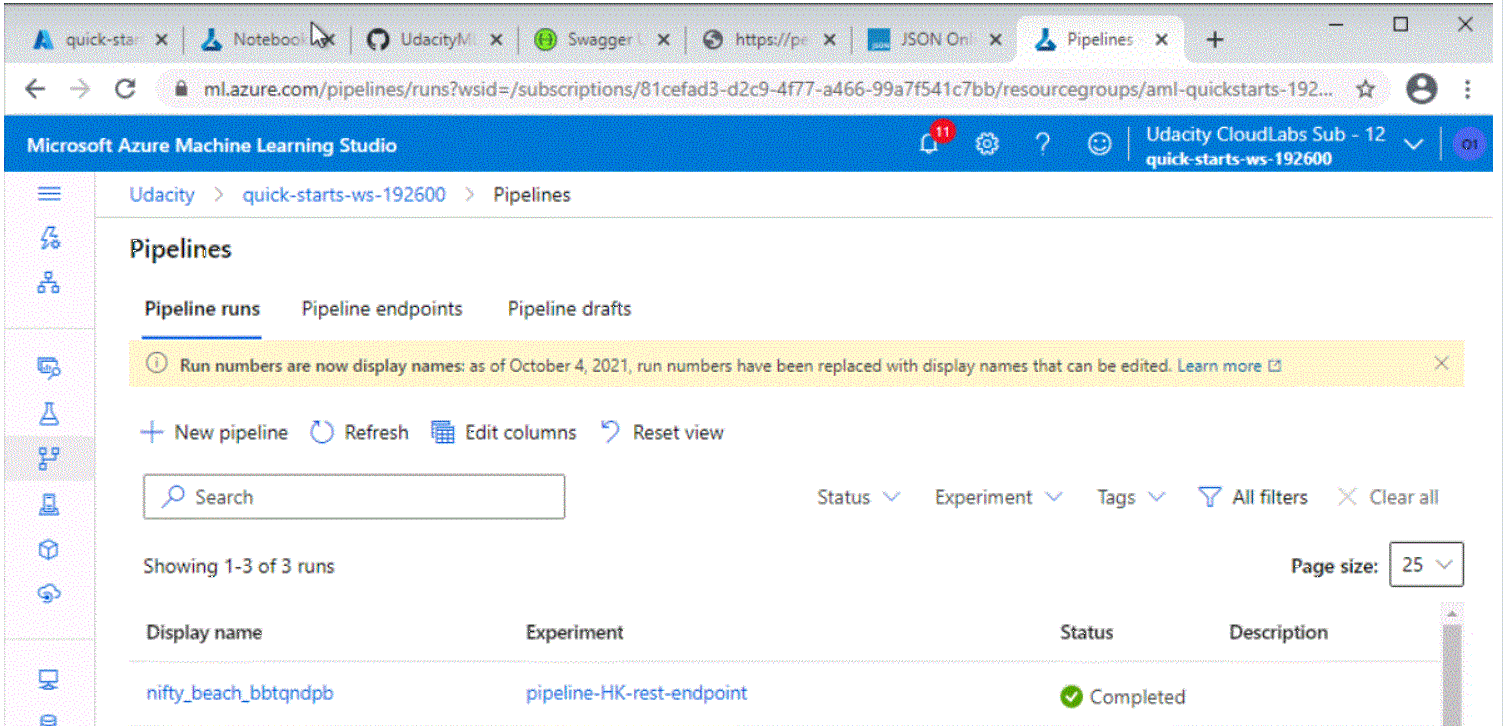 quick-star Notebook UdacityML Swagger U https://pe JSON Onli Pipelines
ml.azure.com/pipelines/runs?wsid=/subscriptions/81cefad3-d2c9-4f77-a466-99a7f541c7bb/resourcegroups/aml-quickstarts-192...
Microsoft Azure Machine Learning Studio
11
Udacity CloudLabs Sub - 12
quick-starts-ws-192600
Udacity > quick-starts-ws-192600 > Pipelines
Pipelines
Pipeline runs Pipeline endpoints Pipeline drafts
Run numbers are now display names: as of October 4, 2021, run numbers have been replaced with display names that can be edited. Learn more
New pipeline Refresh Edit columns Reset view
Search Status Experiment Tags All filters Clear all
Showing 1-3 of 3 runs Page size: 25
Display name Experiment Status Description
nifty_beach_bbtqndpb pipeline-HK-rest-endpoint Completed